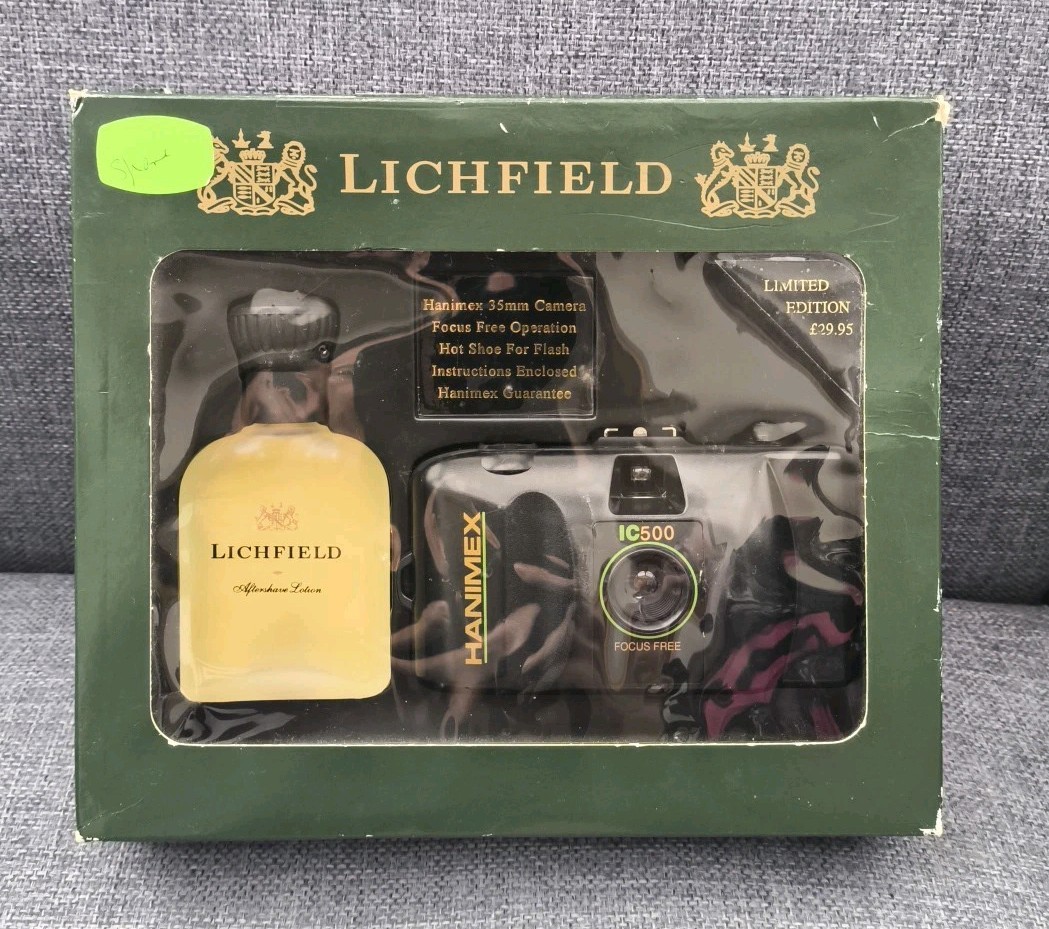 LICHFIELD
Hanimex 35mm Camera
Focus Free Operation
Hot Shoe For Flash
Instructions Enclosed
Hanimex Guarantee
LIMITED
EDITION
£29.95
LICHFIELD
Aftershave Lotion
HANIMEX
IC500
FOCUS FREE